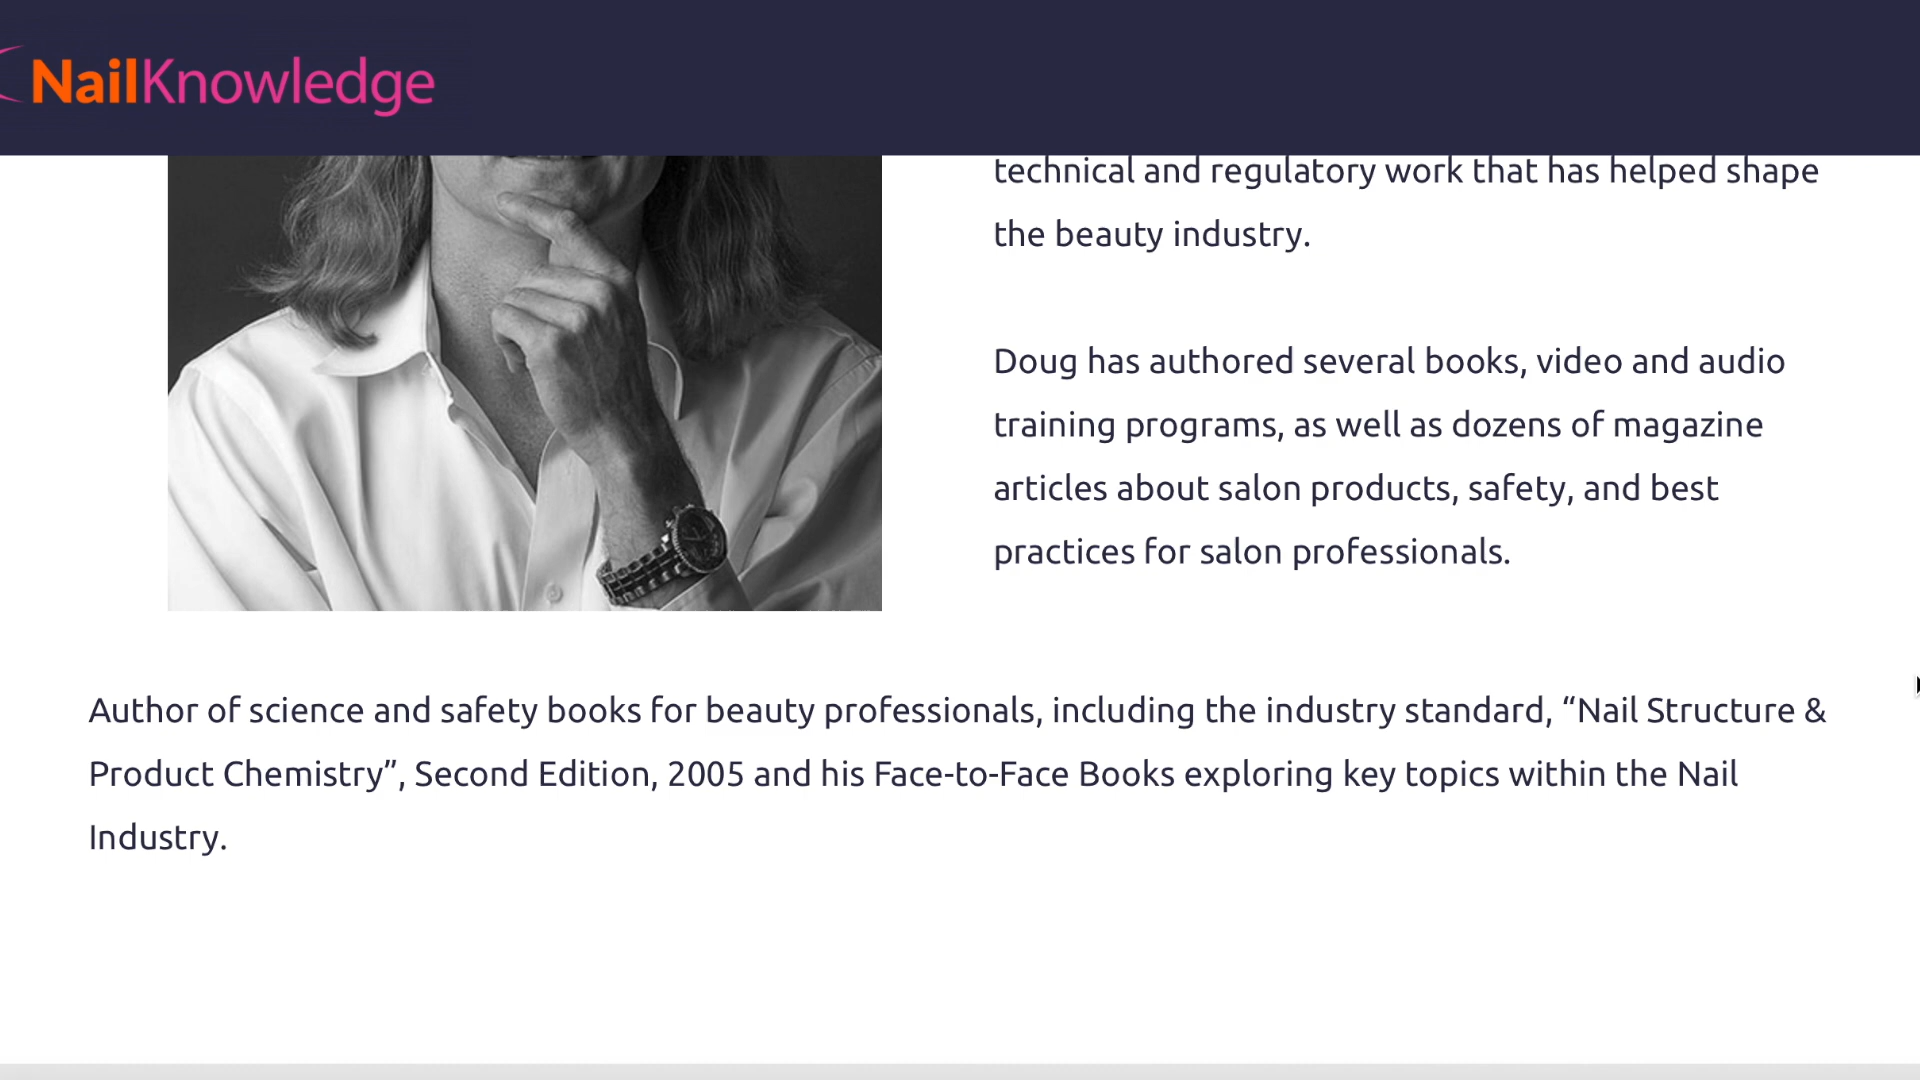 NailKnowledge
technical and regulatory work that has helped shape
the beauty industry.
Doug has authored several books, video and audio
training programs, as well as dozens of magazine
articles about salon products, safety, and best
practices for salon professionals.
Author of science and safety books for beauty professionals, including the industry standard, “Nail Structure &
Product Chemistry”, Second Edition, 2005 and his Face-to-Face Books exploring key topics within the Nail
Industry.